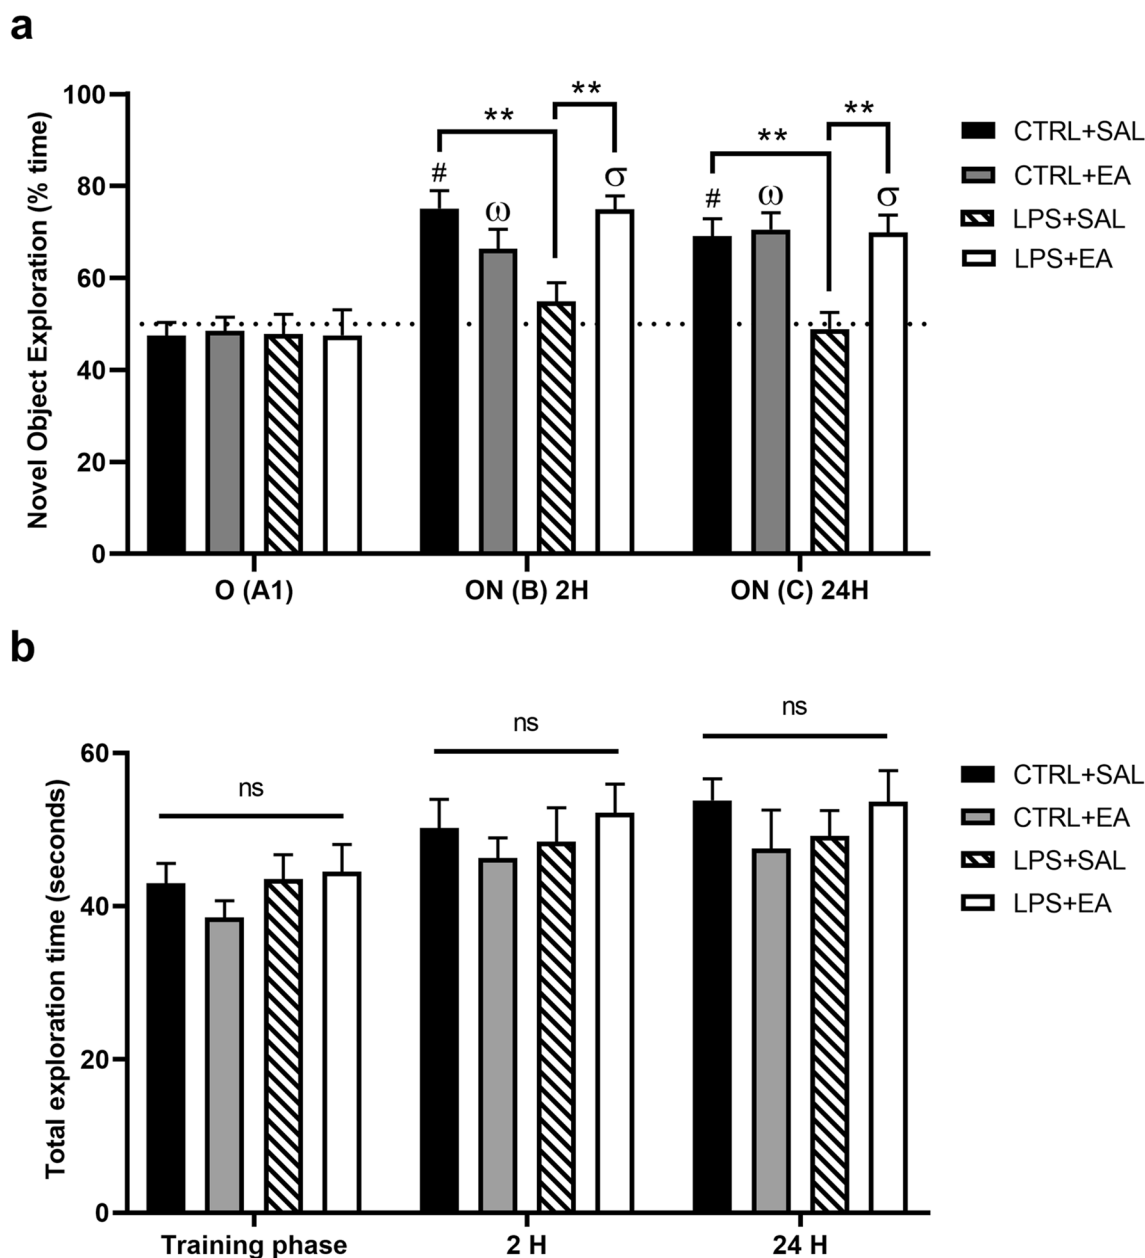 a
Novel Object Exploration (% time)
100
80
60
40
20
0
** **
# ω σ
** **
# ω σ
O (A1) ON (B) 2H ON (C) 24H
CTRL+SAL
CTRL+EA
LPS+SAL
LPS+EA
b
Total exploration time (seconds)
60
40
20
0
ns ns ns
Training phase 2 H 24 H
CTRL+SAL
CTRL+EA
LPS+SAL
LPS+EA